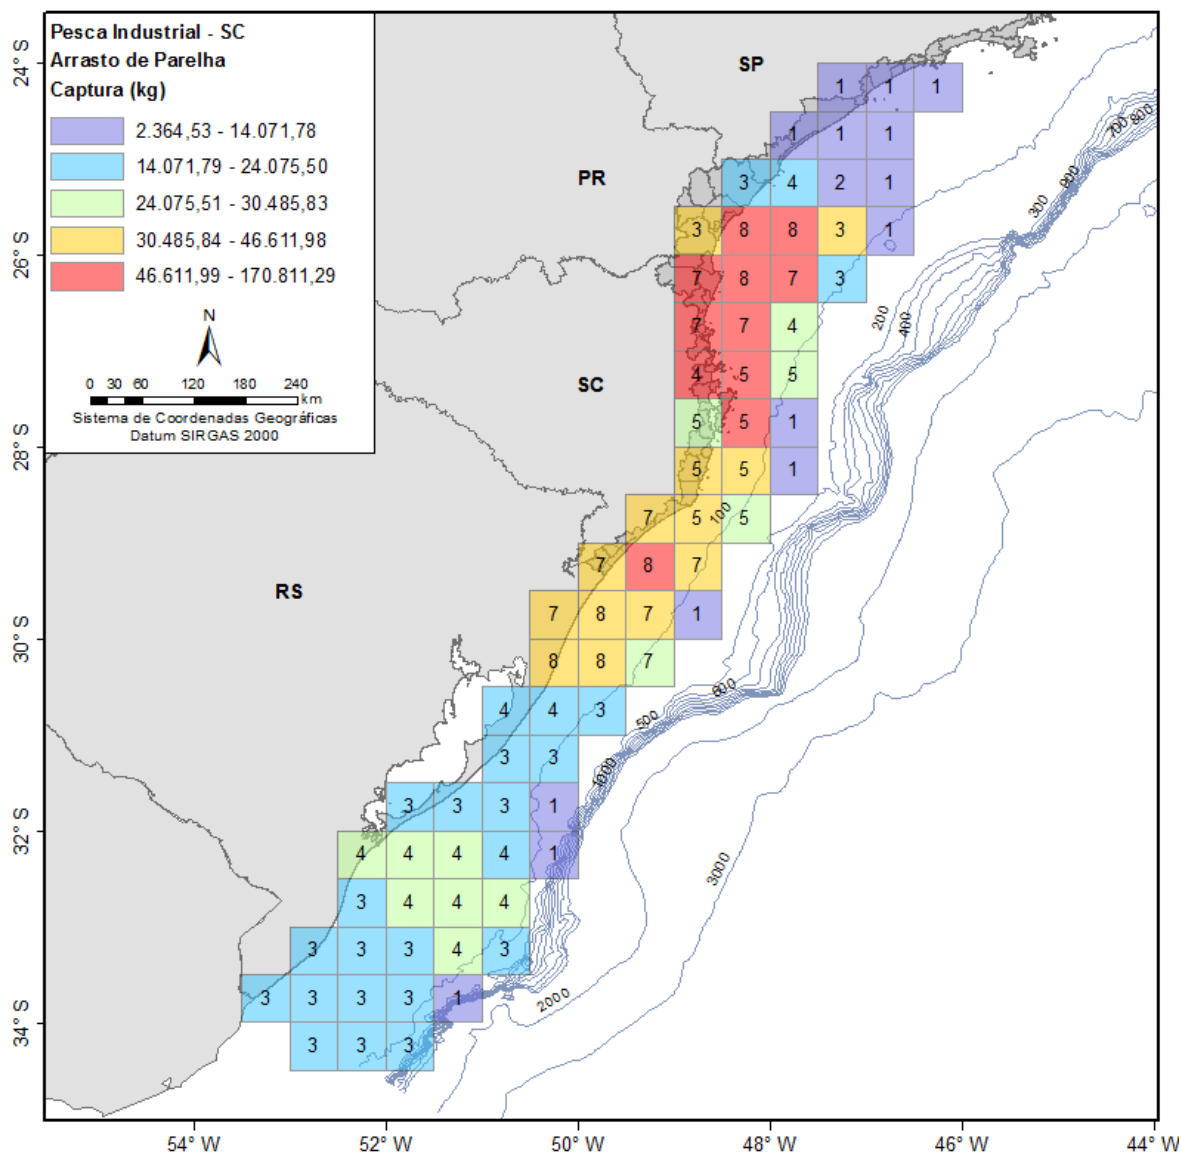 Pesca Industrial - SC
Arrasto de Parelha
Captura (kg)
2.364,53 - 14.071,78
14.071,79 - 24.075,50
24.075,51 - 30.485,83
30.485,84 - 46.611,98
46.611,99 - 170.811,29
N
0 30 60 120 180 240
km
Sistema de Coordenadas Geográficas
Datum SIRGAS 2000
24° S
26° S
28° S
30° S
32° S
34° S
SP
PR
SC
RS
1 1 1
1 1 1
3 4 2 1
3 8 8 3 1
7 8 7 3
7 7 4
4 5 5
5 5 1
5 5 1
7 5 5
7 8 7
7 8 7 1
8 8 7
4 4 3
3 3
3 3 3 1
4 4 4 4 1
3 4 4 4
3 3 3 4 3
3 3 3 3 1
3 3 3
700
800
300
200
400
100
500
1000
2000
3000
54° W
52° W
50° W
48° W
46° W
44° W